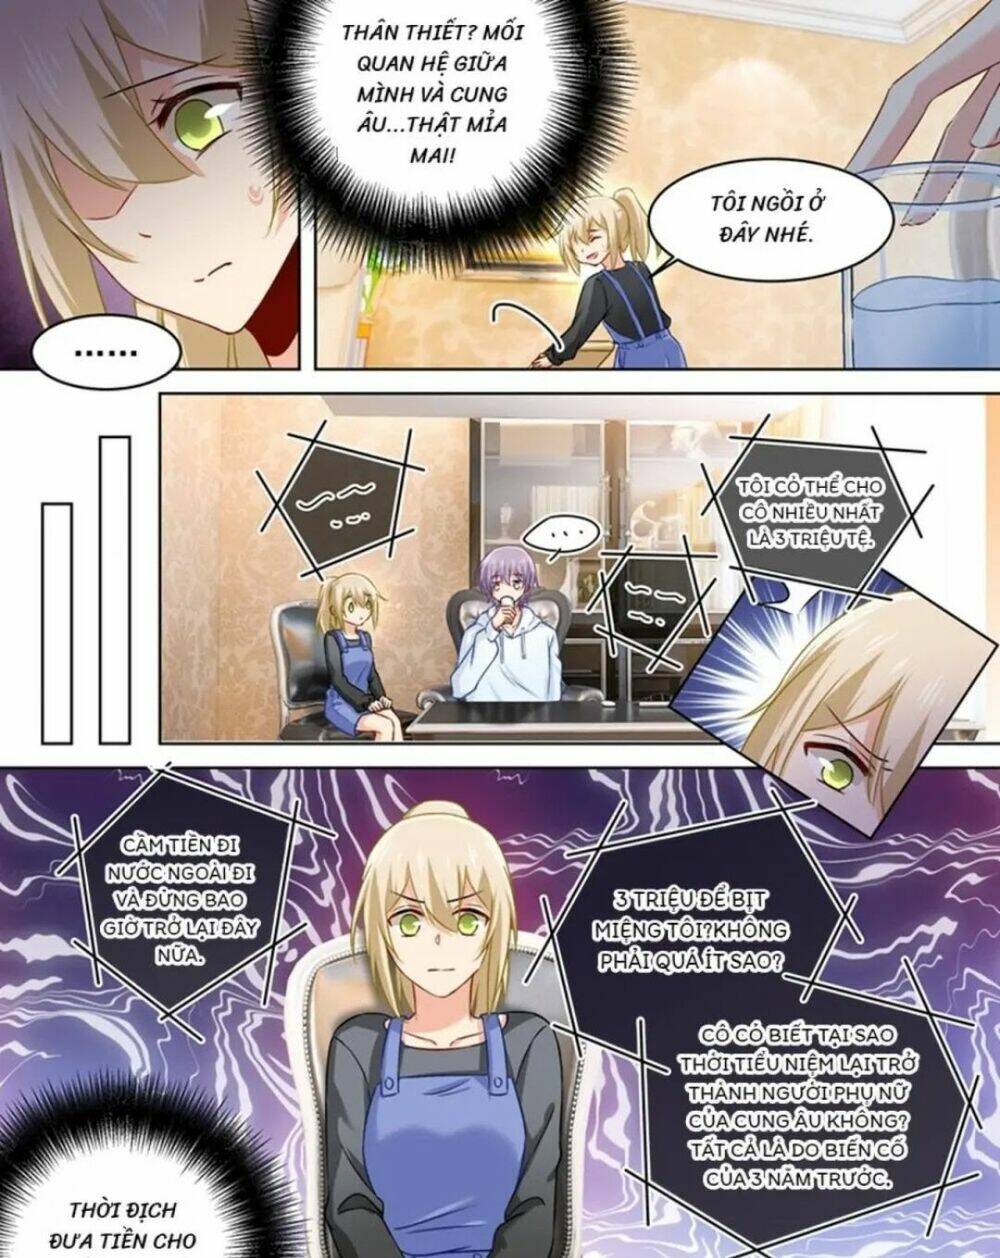 THÂN THIẾT? MỐI
QUAN HỆ GIỮA
MÌNH VÀ CUNG
ÂU...THẬT MỈA
MAI!
TÔI NGỒI Ở
ĐÂY NHÉ.
......
...
TÔI CÓ THỂ CHO
CÔ NHIỀU NHẤT
LÀ 3 TRIỆU TỆ.
CẦM TIỀN ĐI
NƯỚC NGOÀI ĐI
VÀ ĐỪNG BAO
GIỜ TRỞ LẠI ĐÂY
NỮA.
3 TRIỆU ĐỂ BỊT
MIỆNG TÔI?KHÔNG
PHẢI QUÁ ÍT SAO?
CÔ CÓ BIẾT TẠI SAO
THỜI TIỂU NIỆM LẠI TRỞ
THÀNH NGƯỜI PHỤ NỮ
CỦA CUNG ÂU KHÔNG?
TẤT CẢ LÀ DO BIẾN CỐ
CỦA 3 NĂM TRƯỚC.
THỜI ĐỊCH
ĐƯA TIỀN CHO